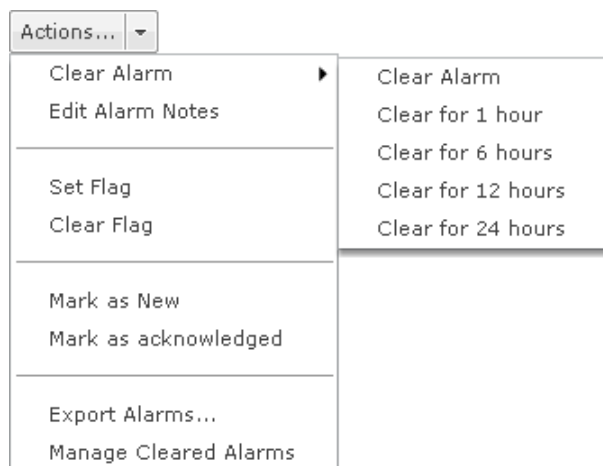 Actions...
Clear Alarm
Edit Alarm Notes
Set Flag
Clear Flag
Mark as New
Mark as acknowledged
Export Alarms...
Manage Cleared Alarms
Clear Alarm
Clear for 1 hour
Clear for 6 hours
Clear for 12 hours
Clear for 24 hours